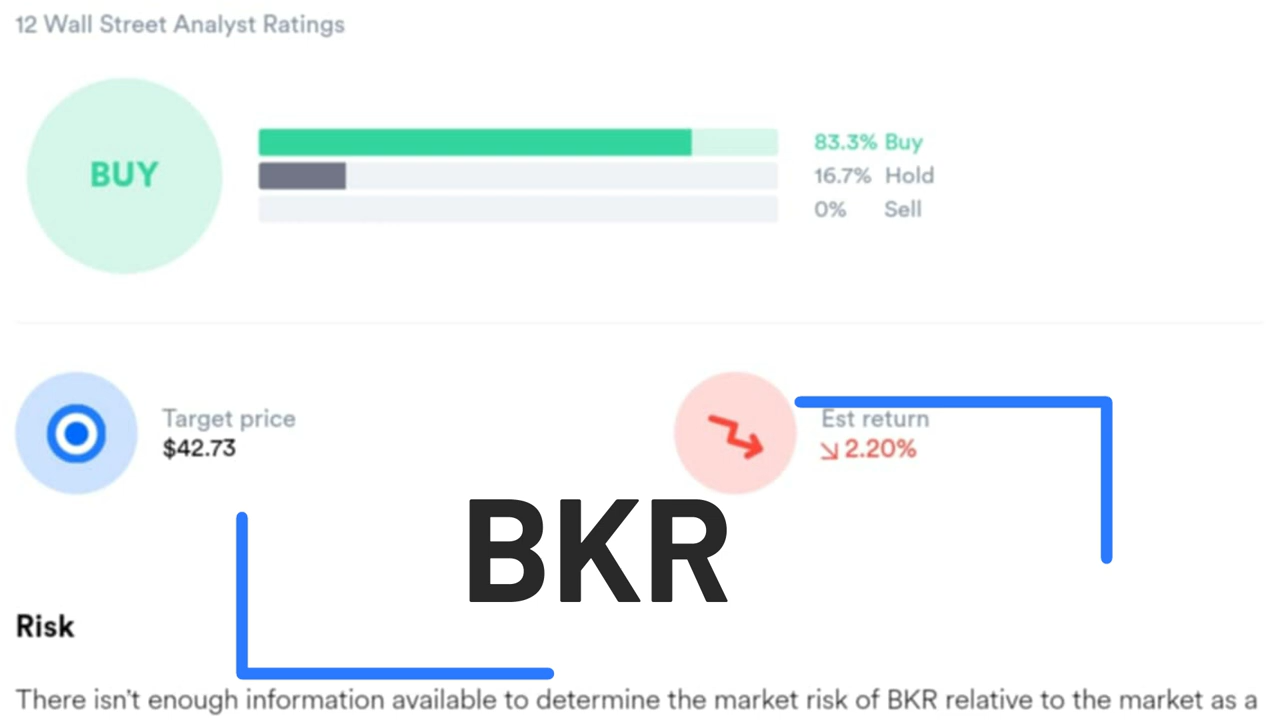 12 Wall Street Analyst Ratings
BUY
83.3% Buy
16.7% Hold
0% Sell
Target price
$42.73
Est return
↘ 2.20%
BKR
Risk
There isn't enough information available to determine the market risk of BKR relative to the market as a